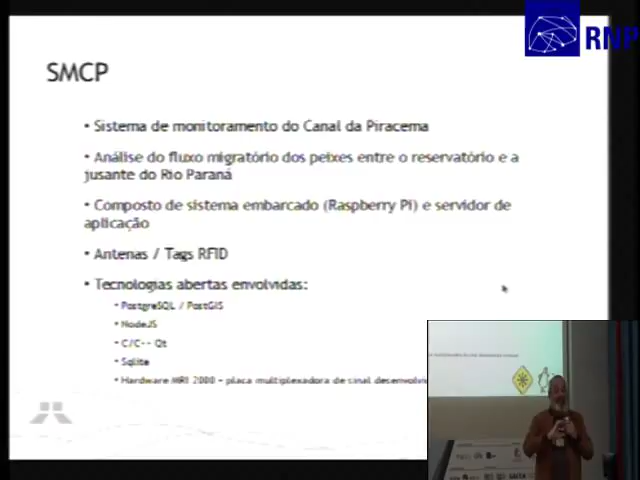 RNP
SMCP
• Sistema de monitoramento do Canal da Piracema
• Análise do fluxo migratório dos peixes entre o reservatório e a
jusante do Rio Paraná
• Composto de sistema embarcado (Raspberry Pi) e servidor de
aplicação
• Antenas / Tags RFID
• Tecnologias abertas envolvidas:
• PostgreSQL / PostGIS
• NodeJS
• C/C++ Qt
• Sqlite
• Hardware MRI 2000 – placa multiplexadora de sinal desenvolvi